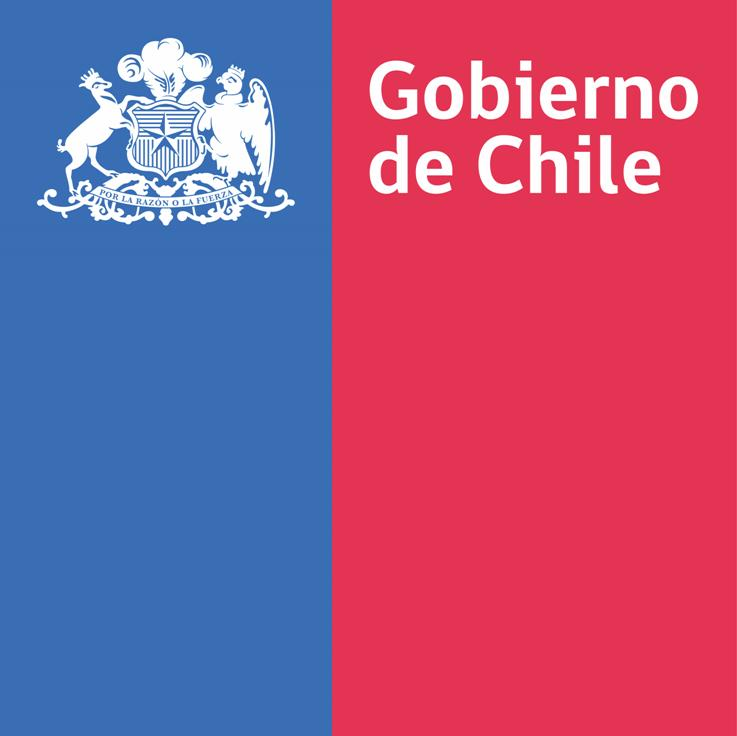 POR LA RAZÓN O LA FUERZA
Gobierno
de Chile